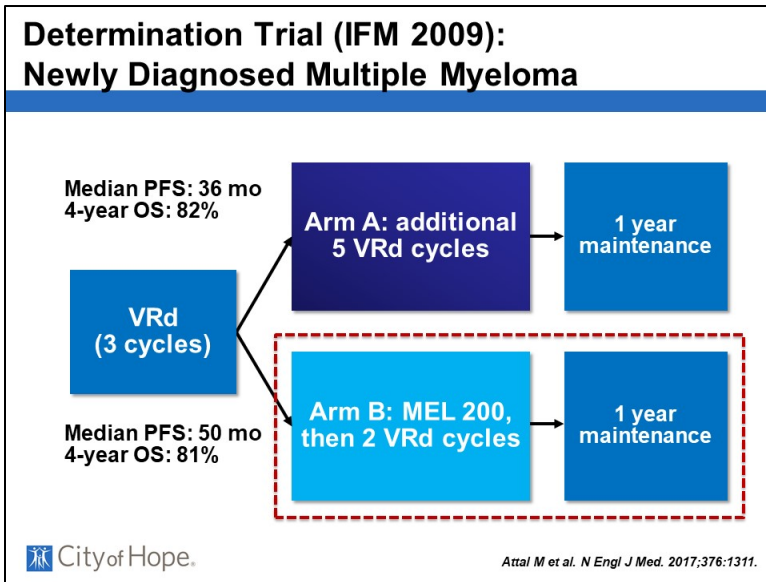 Determination Trial (IFM 2009):
Newly Diagnosed Multiple Myeloma
Median PFS: 36 mo
4-year OS: 82%
Arm A: additional
5 VRd cycles
1 year
maintenance
VRd
(3 cycles)
Median PFS: 50 mo
4-year OS: 81%
Arm B: MEL 200,
then 2 VRd cycles
1 year
maintenance
City of Hope.
Attal M et al. N Engl J Med. 2017;376:1311.